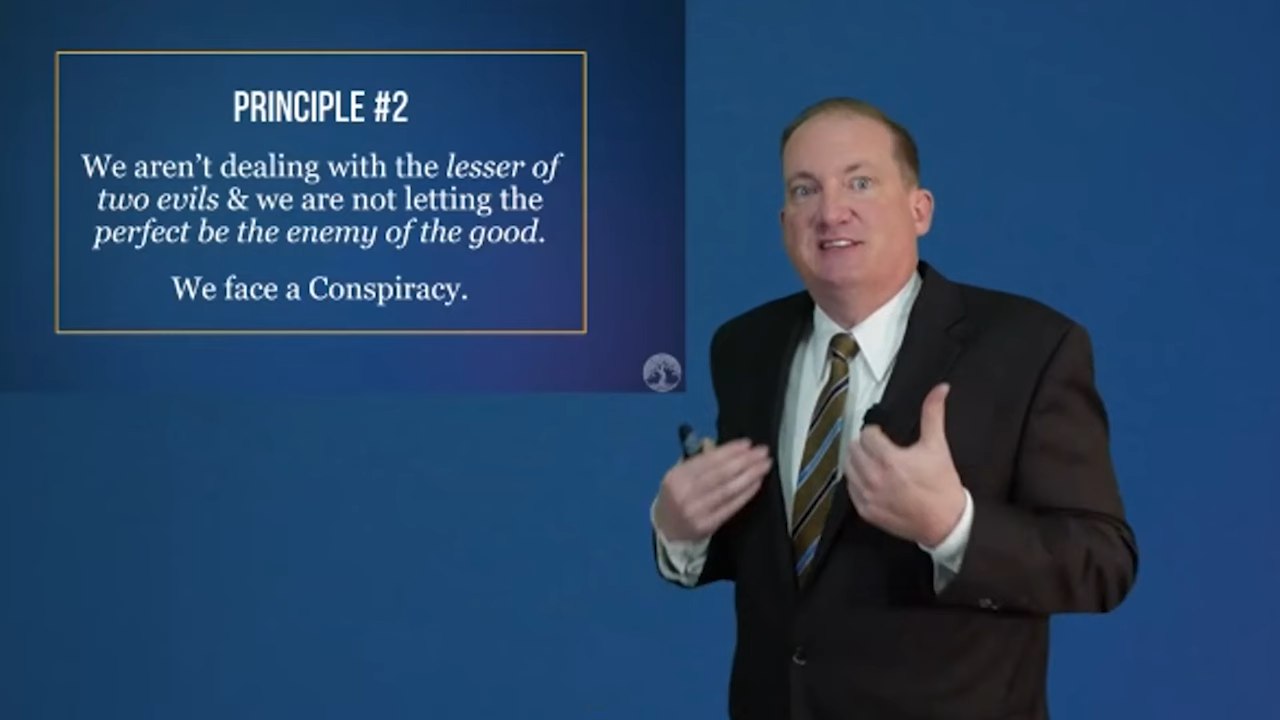 PRINCIPLE #2
We aren’t dealing with the lesser of
two evils & we are not letting the
perfect be the enemy of the good.
We face a Conspiracy.